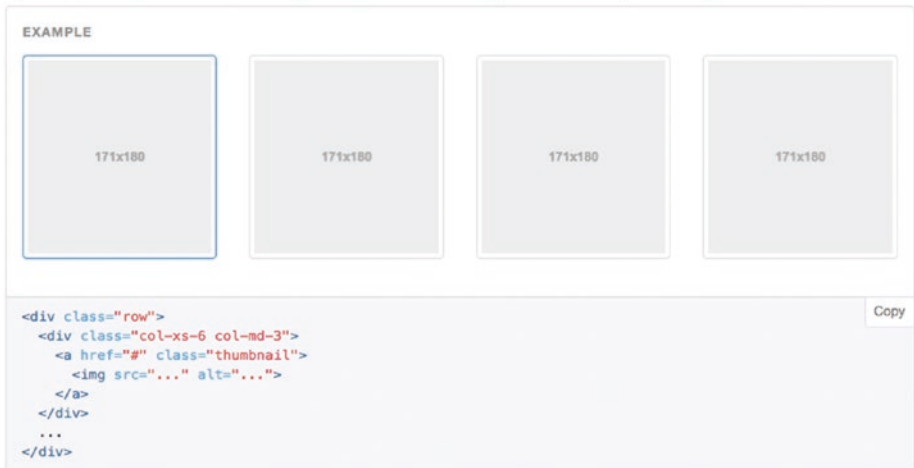 EXAMPLE
171x180 171x180 171x180 171x180
Copy
<div class="row">
  <div class="col-xs-6 col-md-3">
    <a href="#" class="thumbnail">
      <img src="..." alt="...">
    </a>
  </div>
  ...
</div>